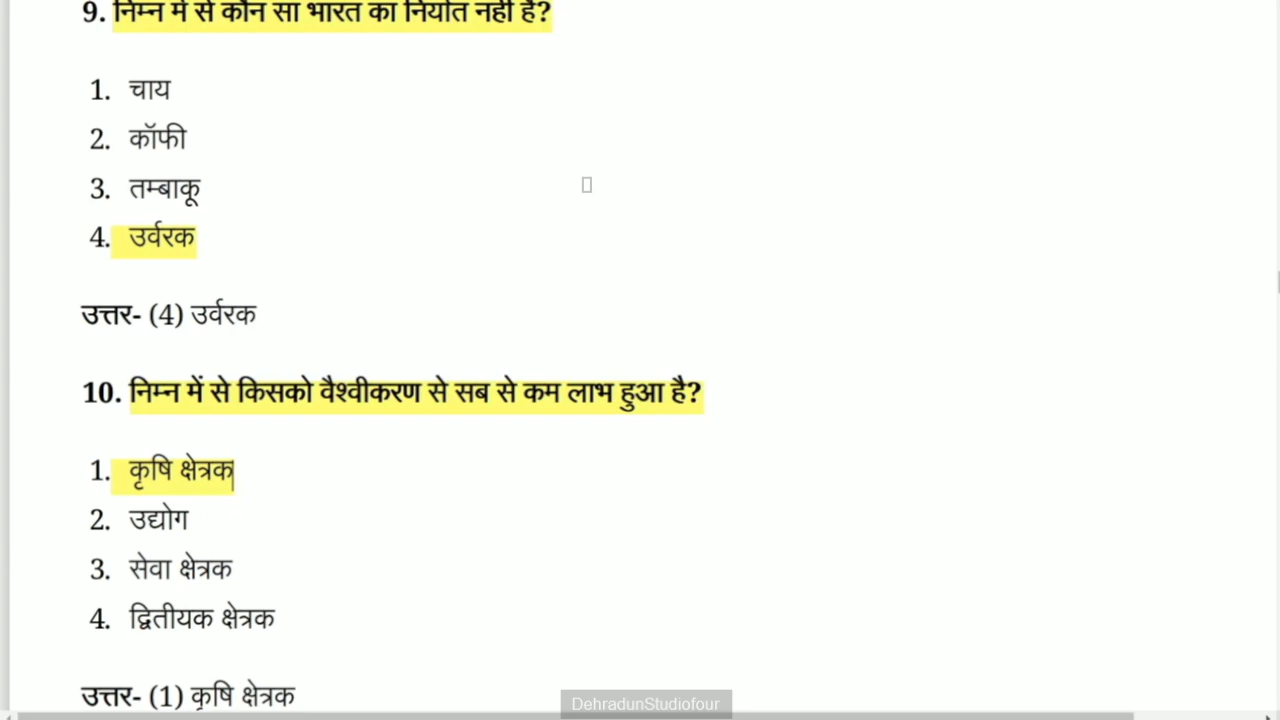 9. निम्न में से कौन सा भारत का निर्यात नहीं है?
1. चाय
2. कॉफी
3. तम्बाकू
4. उर्वरक
उत्तर- (4) उर्वरक
10. निम्न में से किसको वैश्वीकरण से सब से कम लाभ हुआ है?
1. कृषि क्षेत्रक
2. उद्योग
3. सेवा क्षेत्रक
4. द्वितीयक क्षेत्रक
उत्तर- (1) कृषि क्षेत्रक
DehradunStudiofour